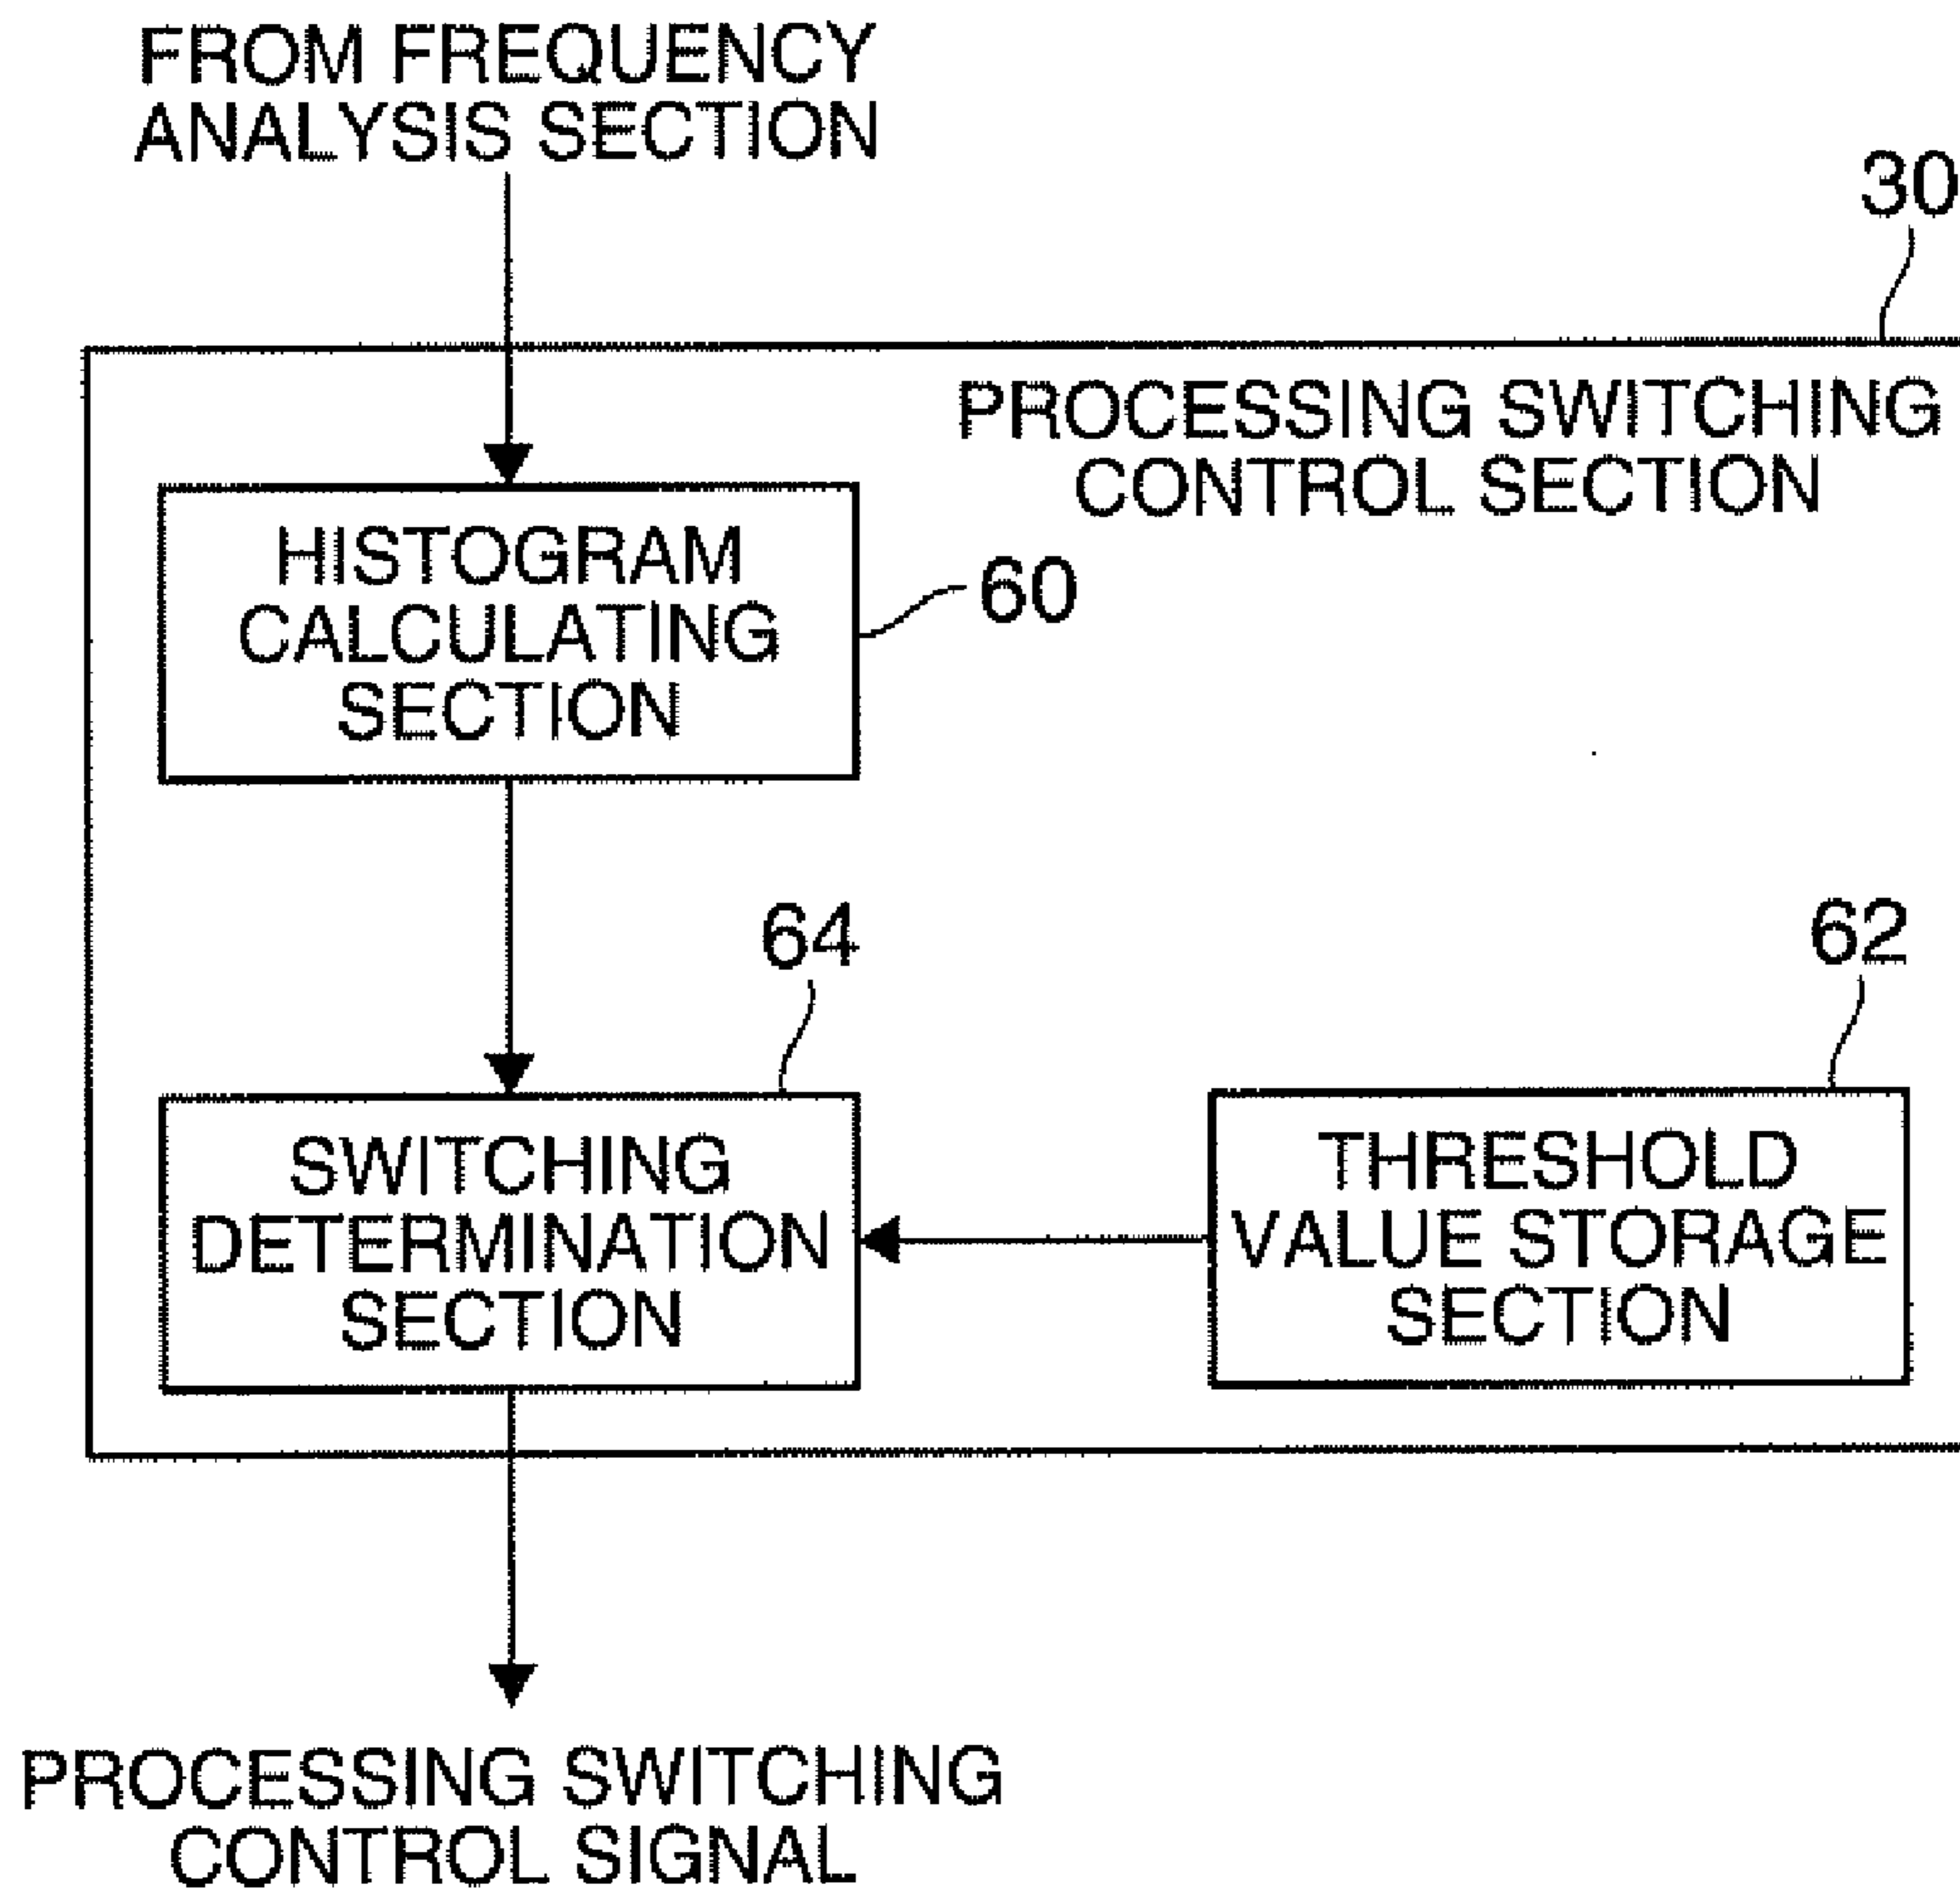 FROM FREQUENCY
ANALYSIS SECTION
30
PROCESSING SWITCHING
CONTROL SECTION
HISTOGRAM
CALCULATING
SECTION
60
64
62
SWITCHING
DETERMINATION
SECTION
THRESHOLD
VALUE STORAGE
SECTION
PROCESSING SWITCHING
CONTROL SIGNAL